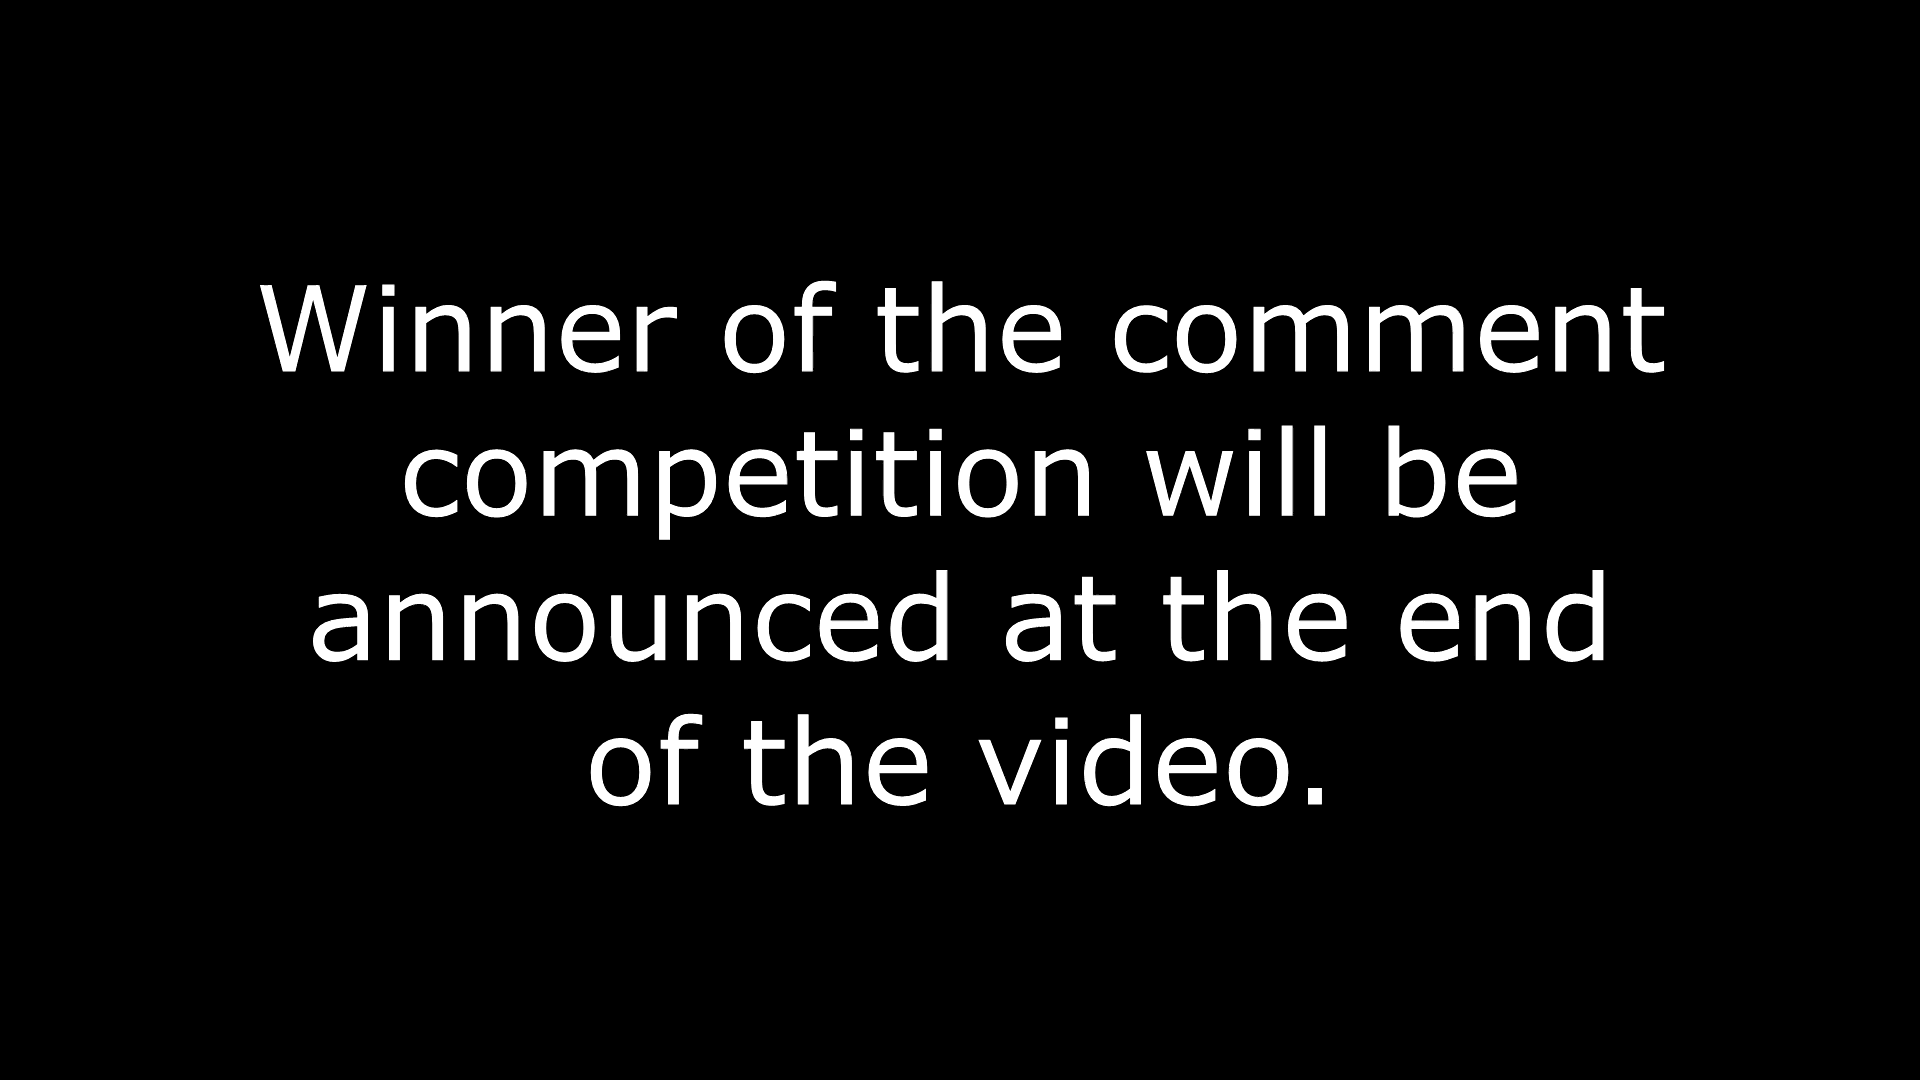 Winner of the comment
competition will be
announced at the end
of the video.